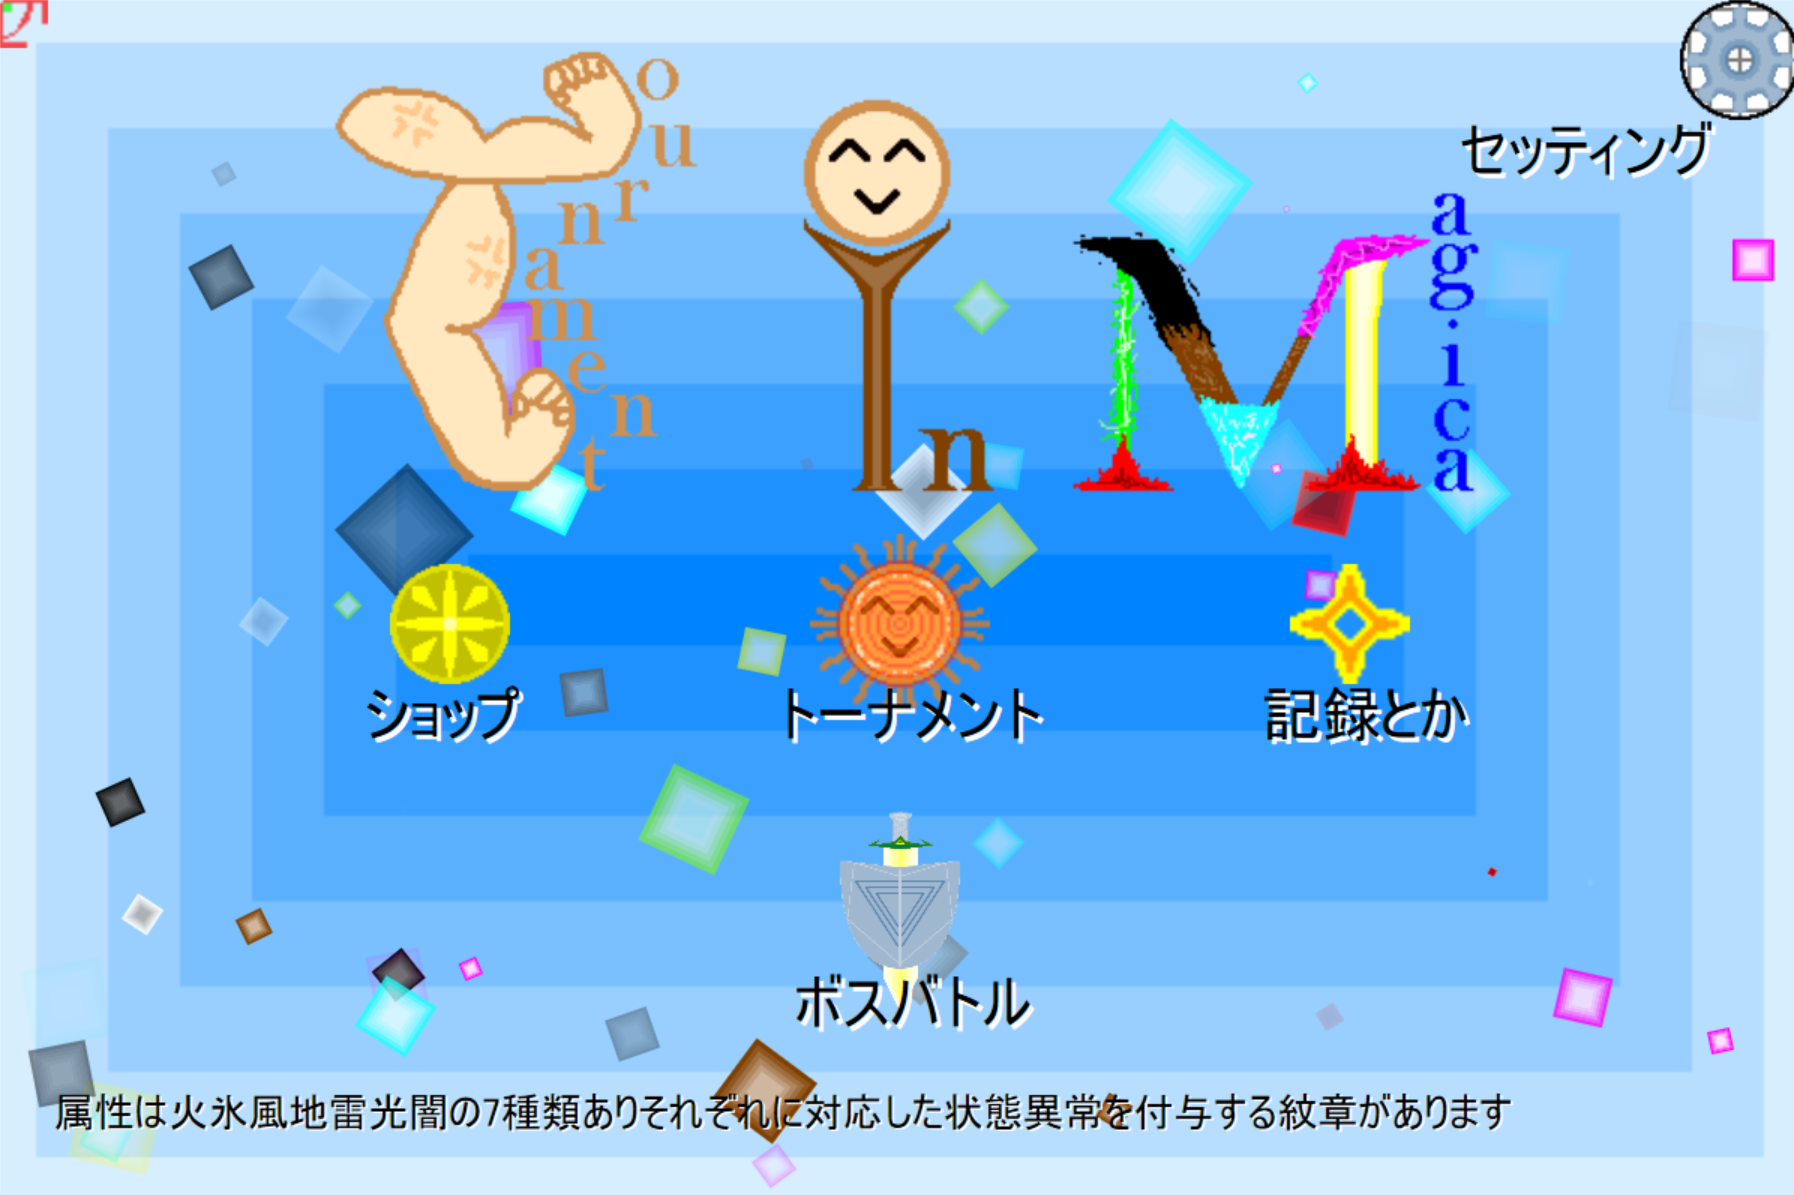 Tournament In Magica
セッティング
ショップ
トーナメント
記録とか
ボスバトル
属性は火氷風地雷光闇の7種類ありそれぞれに対応した状態異常を付与する紋章があります